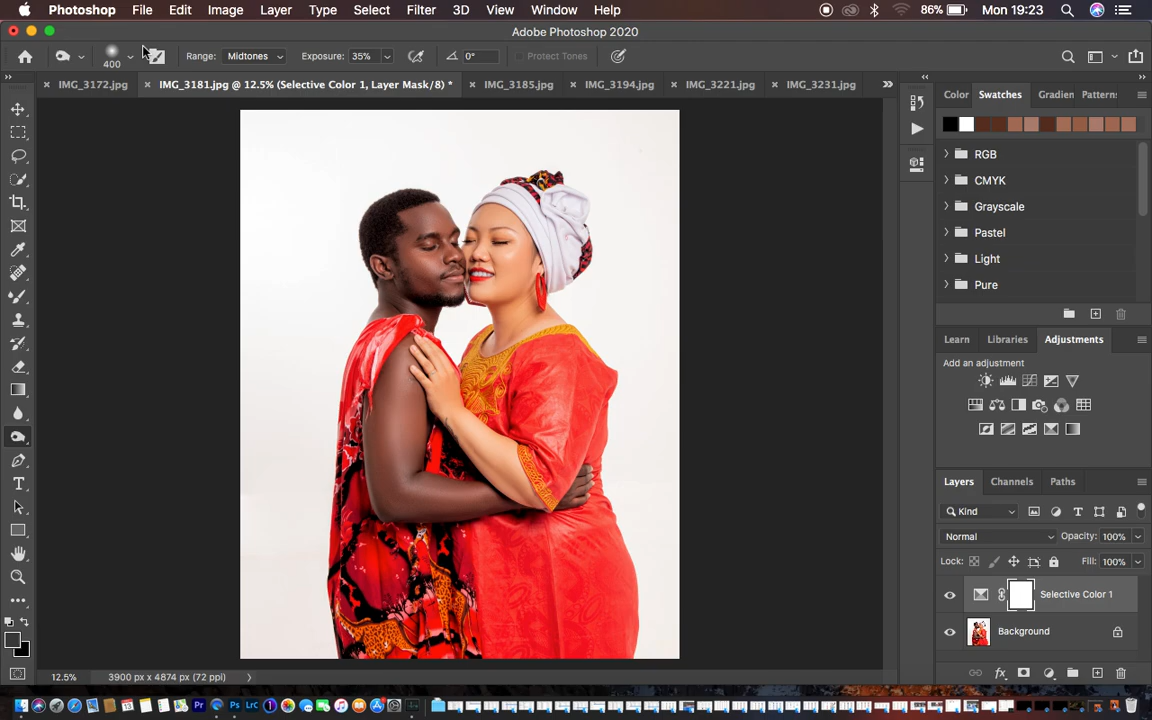 Photoshop File Edit Image Layer Type Select Filter 3D View Window Help 86% Mon 19:23
Adobe Photoshop 2020
400 Range: Midtones Exposure: 35% 0° Protect Tones
IMG_3172.jpg IMG_3181.jpg @ 12.5% (Selective Color 1, Layer Mask/8) * IMG_3185.jpg IMG_3194.jpg IMG_3221.jpg IMG_3231.jpg
Color Swatches Gradien Pattern
RGB
CMYK
Grayscale
Pastel
Light
Pure
Learn Libraries Adjustments
Add an adjustment
Layers Channels Paths
Kind
Normal Opacity: 100%
Lock: Fill: 100%
Selective Color 1
Background
12.5% 3900 px x 4874 px (72 ppi)